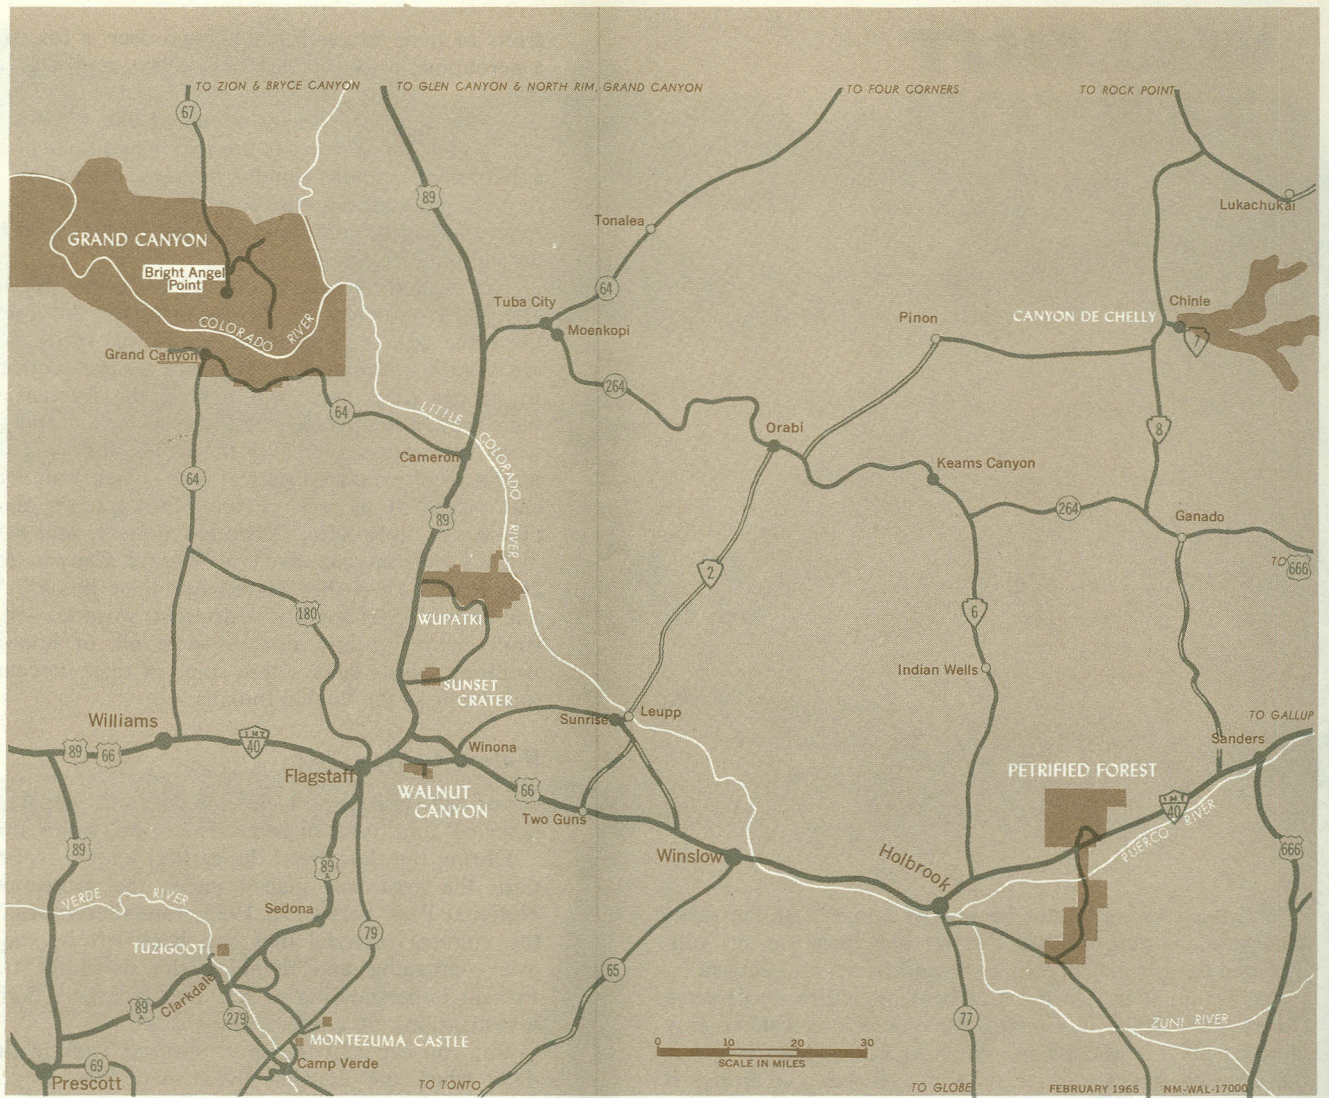 TO ZION & BRYCE CANYON
TO GLEN CANYON & NORTH RIM, GRAND CANYON
TO FOUR CORNERS
TO ROCK POINT
67
89
Lukachukai
Tonalea
GRAND CANYON
Bright Angel
Point
64
Tuba City
Moenkopi
Chinle
CANYON DE CHELLY
Pinon
7
COLORADO RIVER
Grand Canyon
264
64
LITTLE COLORADO RIVER
Orabi
8
Cameron
Keams Canyon
64
89
264
Ganado
TO 666
2
WUPATKI
180
6
Indian Wells
SUNSET
CRATER
Sunrise
Leupp
Williams
TO GALLUP
INT 40
Winona
Sanders
89
66
Flagstaff
PETRIFIED FOREST
WALNUT
CANYON
66
INT 40
Two Guns
PUERCO RIVER
89
Winslow
Holbrook
666
89 A
VERDE RIVER
Sedona
79
TUZIGOOT
65
Clarkdale
89 A
279
77
ZUNI RIVER
MONTEZUMA CASTLE
0 10 20 30
SCALE IN MILES
69
Camp Verde
Prescott
TO TONTO
TO GLOBE
FEBRUARY 1965 NM-WAL-17000